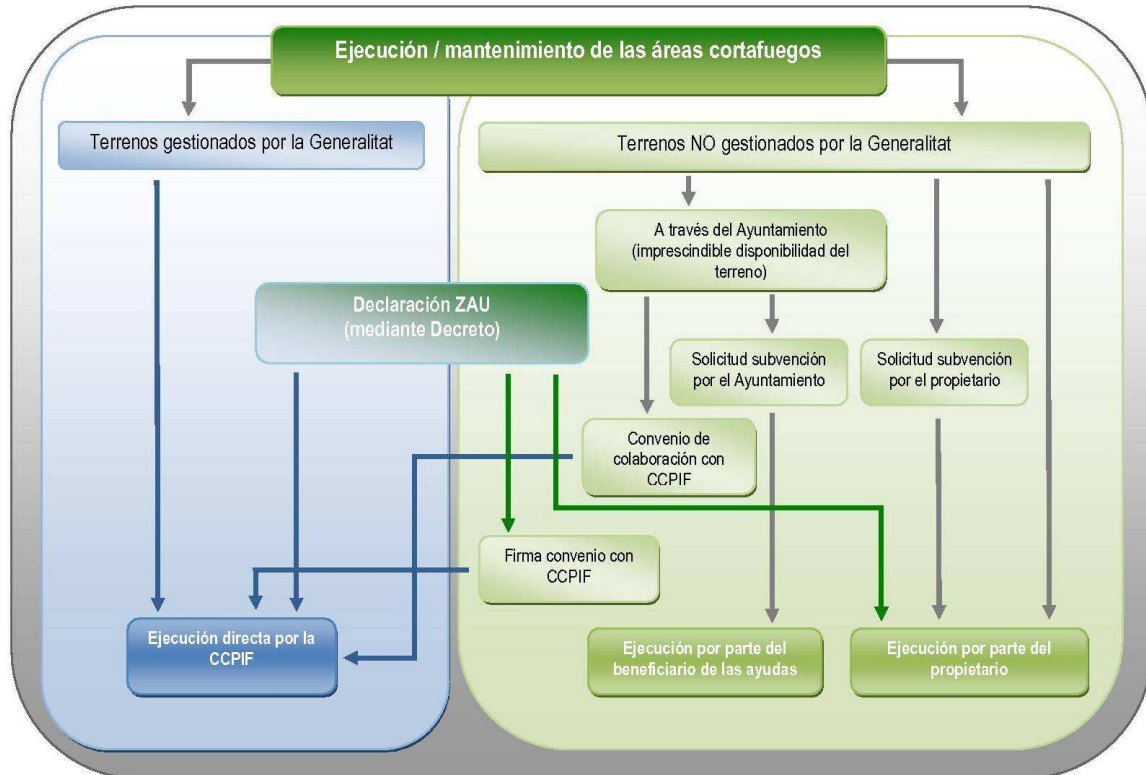 Ejecución / mantenimiento de las áreas cortafuegos
Terrenos gestionados por la Generalitat
Terrenos NO gestionados por la Generalitat
A través del Ayuntamiento
(imprescindible disponibilidad del
terreno)
Declaración ZAU
(mediante Decreto)
Solicitud subvención
por el Ayuntamiento
Solicitud subvención
por el propietario
Convenio de
colaboración con
CCPIF
Firma convenio con
CCPIF
Ejecución directa por la
CCPIF
Ejecución por parte del
beneficiario de las ayudas
Ejecución por parte del
propietario